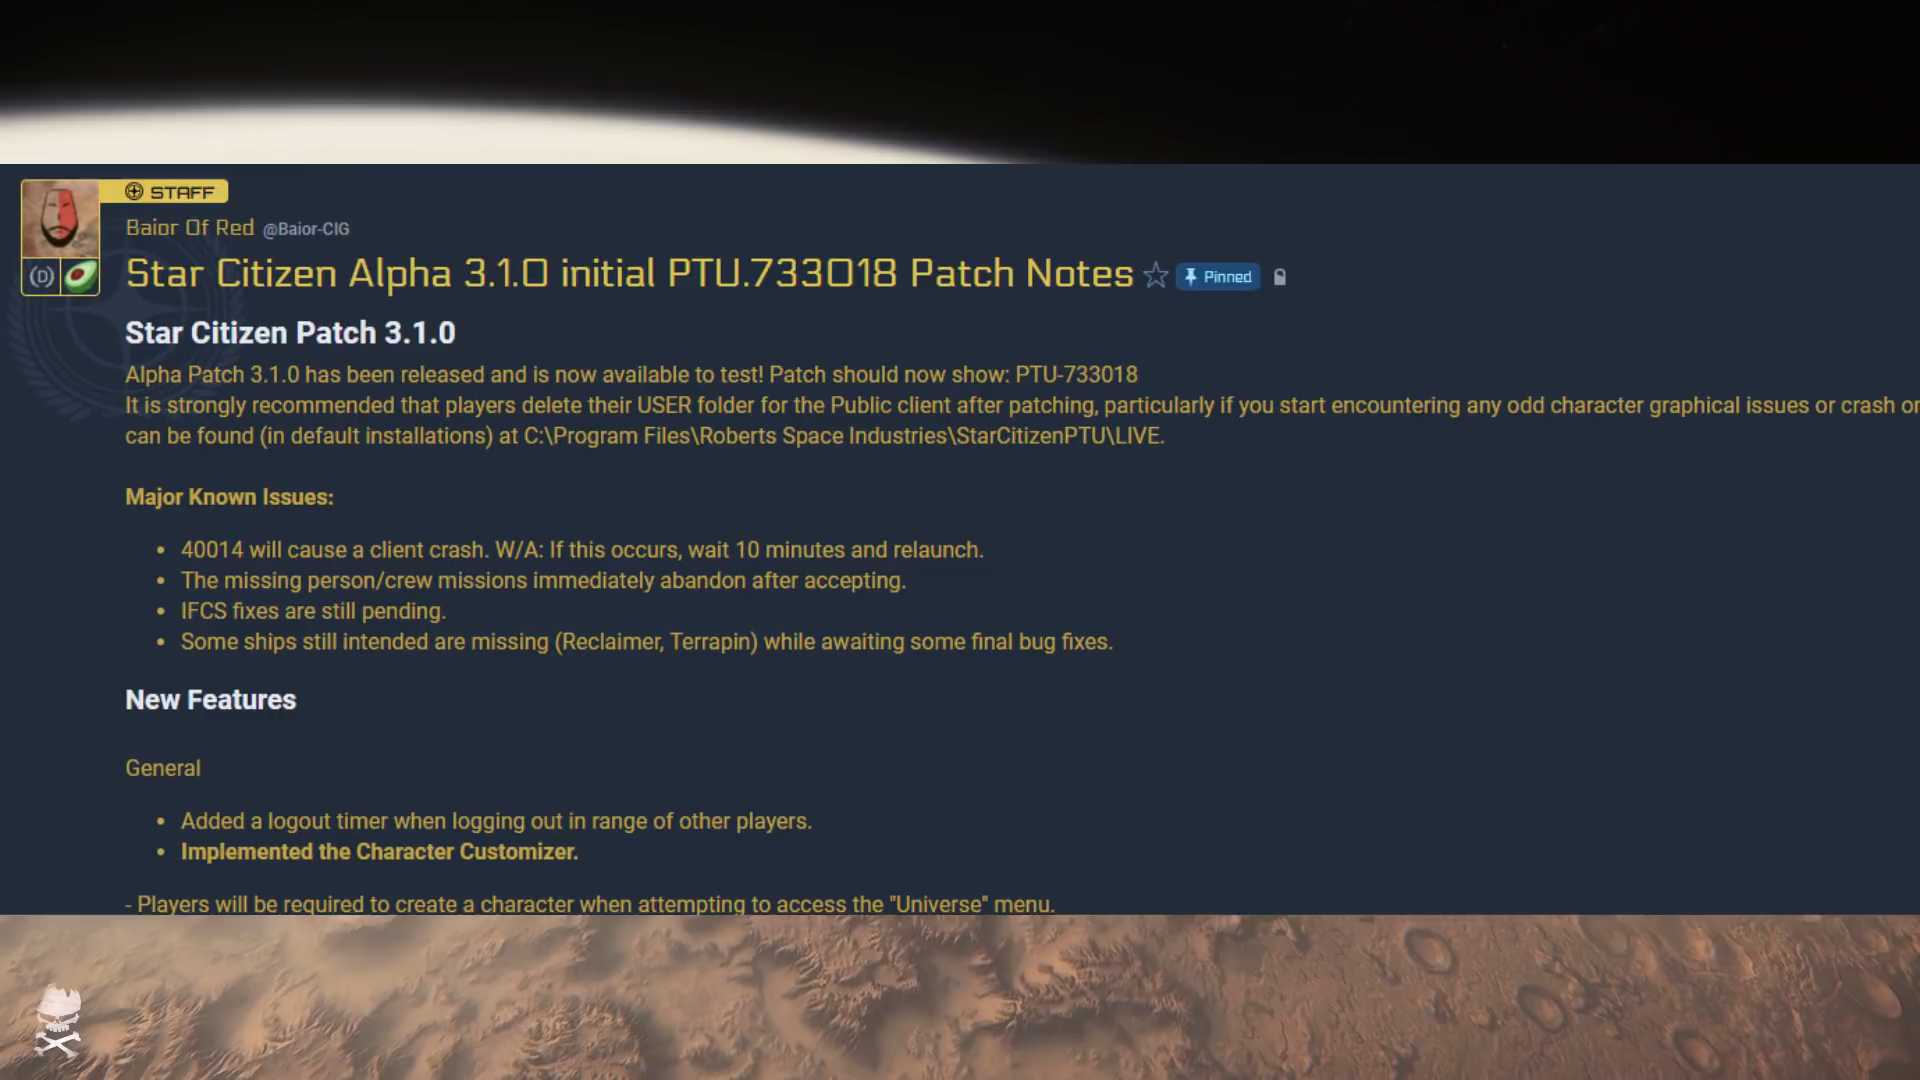 STAFF
Baior Of Red @Baior-CIG
(D)
Star Citizen Alpha 3.1.0 initial PTU.733018 Patch Notes Pinned
Star Citizen Patch 3.1.0
Alpha Patch 3.1.0 has been released and is now available to test! Patch should now show: PTU-733018
It is strongly recommended that players delete their USER folder for the Public client after patching, particularly if you start encountering any odd character graphical issues or crash or
can be found (in default installations) at C:\Program Files\Roberts Space Industries\StarCitizenPTU\LIVE.
Major Known Issues:
• 40014 will cause a client crash. W/A: If this occurs, wait 10 minutes and relaunch.
• The missing person/crew missions immediately abandon after accepting.
• IFCS fixes are still pending.
• Some ships still intended are missing (Reclaimer, Terrapin) while awaiting some final bug fixes.
New Features
General
• Added a logout timer when logging out in range of other players.
• Implemented the Character Customizer.
- Players will be required to create a character when attempting to access the "Universe" menu.